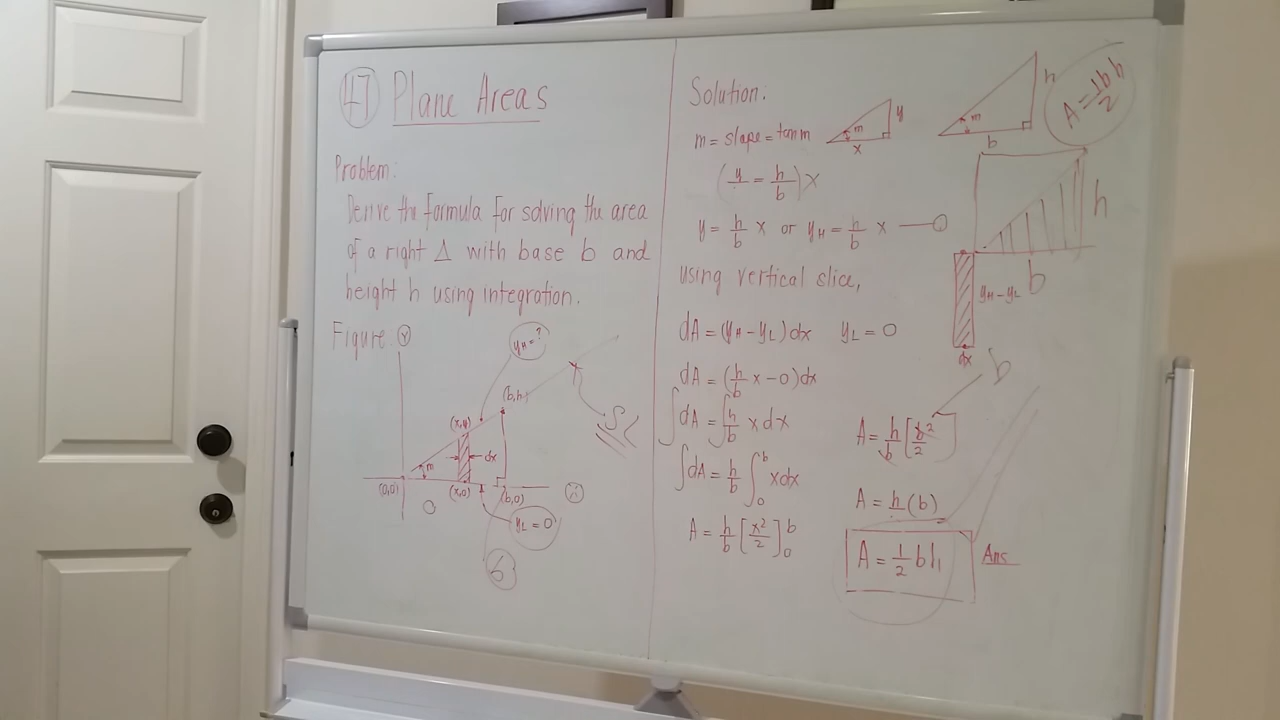 47 Plane Areas
Problem:
Derive the formula for solving the area
of a right Δ with base b and
height h using integration.
Figure: Y
yH = ?
(b,h)
(x,y)
S
m
dx
(0,0)
(x,0)
(b,0)
X
0
yL = 0
b
Solution.
m = slope = tan m
m
y
x
m
h
b
A = 1/2 b h
(y/x = h/b) x
y = h/b x or yH = h/b x — 1
h
b
using vertical slice,
yH - yL
dx
dA = (yH - yL) dx yL = 0
dA = (h/b x - 0) dx
b
∫dA = ∫h/b x dx
∫dA = h/b ∫₀ᵇ x dx
A = h/b [x²/2]₀ᵇ
A = h/b [b²/2]
A = h/2 (b)
A = 1/2 bh Ans